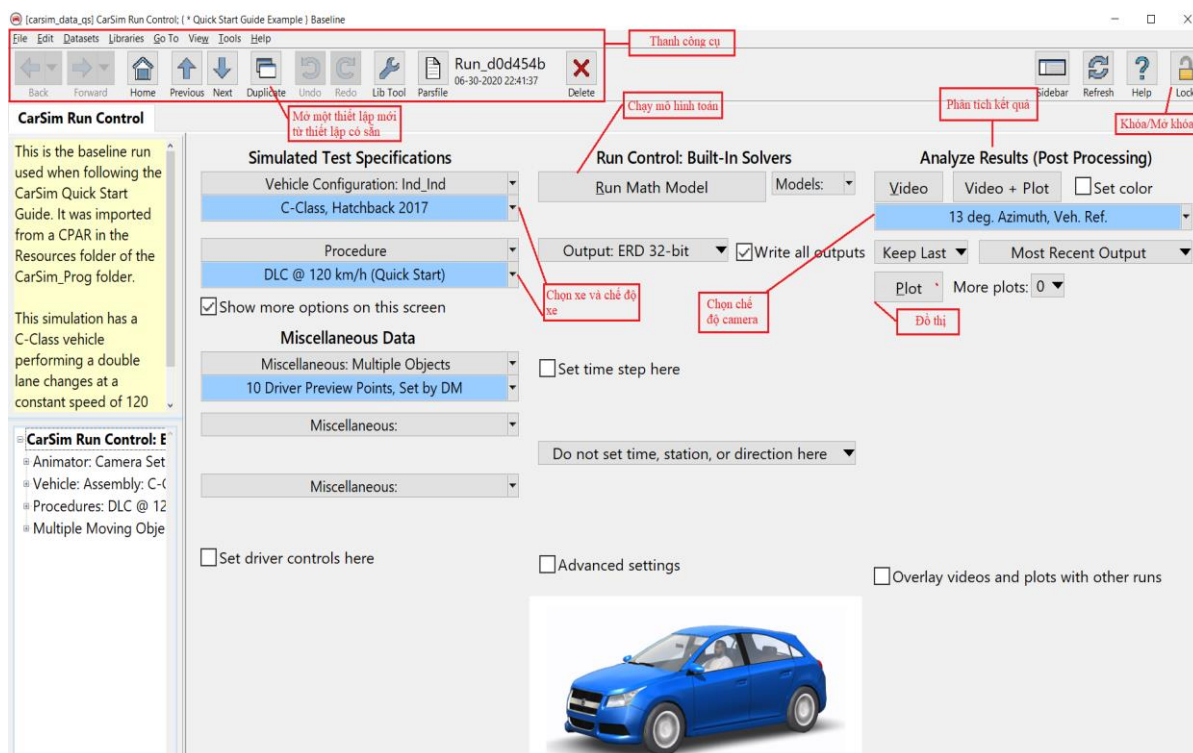 [carsim_data_qs] CarSim Run Control; { * Quick Start Guide Example } Baseline
File Edit Datasets Libraries Go To View Tools Help
Thanh công cụ
Back Forward Home Previous Next Duplicate Undo Redo Lib Tool Parsfile
Run_d0d454b
06-30-2020 22:41:37
Delete
Sidebar Refresh Help Lock
CarSim Run Control
Mở một thiết lập mới
từ thiết lập có sẵn
Chạy mô hình toán
Phân tích kết quả
Khóa/Mở khóa
This is the baseline run
used when following the
CarSim Quick Start
Guide. It was imported
from a CPAR in the
Resources folder of the
CarSim_Prog folder.
This simulation has a
C-Class vehicle
performing a double
lane changes at a
constant speed of 120
CarSim Run Control: E
Animator: Camera Set
Vehicle: Assembly: C-C
Procedures: DLC @ 12
Multiple Moving Obje
Simulated Test Specifications
Vehicle Configuration: Ind_Ind
C-Class, Hatchback 2017
Procedure
DLC @ 120 km/h (Quick Start)
Show more options on this screen
Chọn xe và chế độ
xe
Miscellaneous Data
Miscellaneous: Multiple Objects
10 Driver Preview Points, Set by DM
Miscellaneous:
Miscellaneous:
Set driver controls here
Run Control: Built-In Solvers
Run Math Model
Models:
Output: ERD 32-bit
Write all outputs
Set time step here
Do not set time, station, or direction here
Advanced settings
Analyze Results (Post Processing)
Video
Video + Plot
Set color
13 deg. Azimuth, Veh. Ref.
Keep Last
Most Recent Output
Plot
More plots: 0
Chọn chế
độ camera
Đồ thị
Overlay videos and plots with other runs